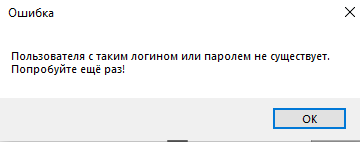 Ошибка
Пользователя с таким логином или паролем не существует.
Попробуйте ещё раз!
OK